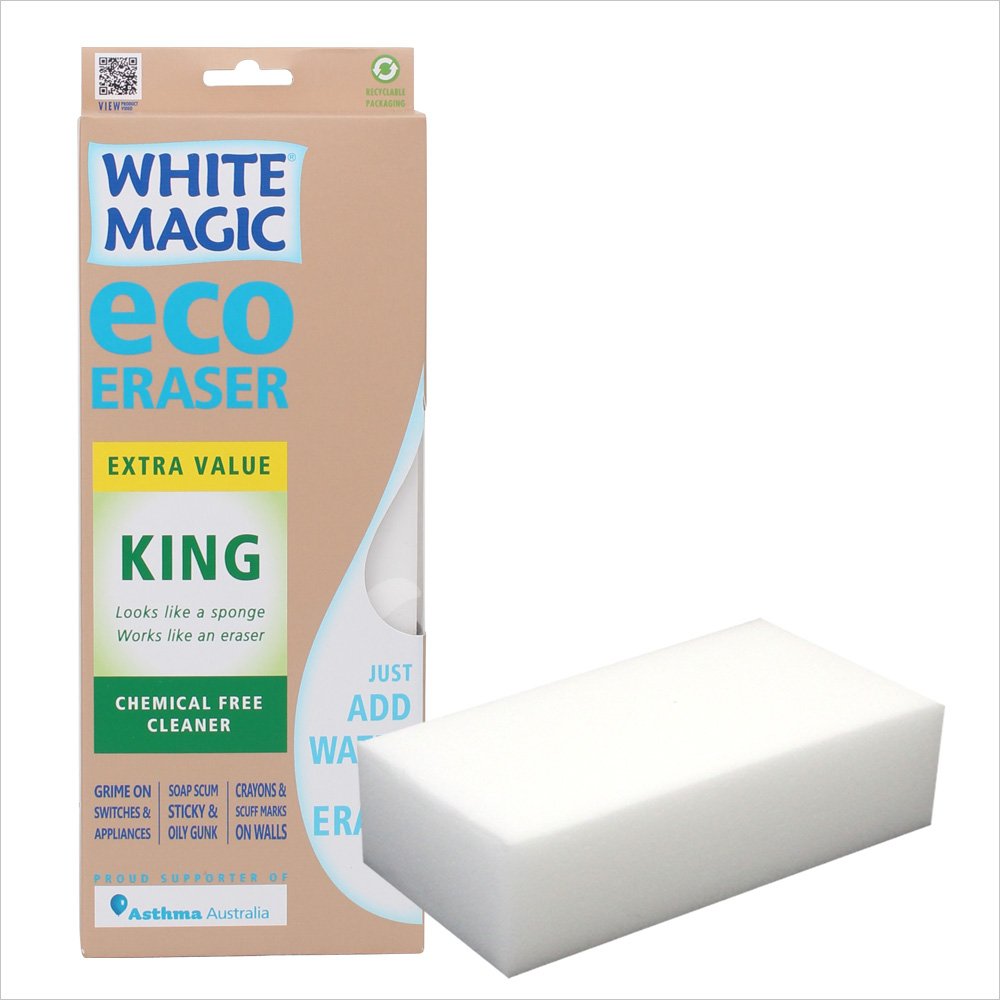 VIEW PRODUCT VIDEO
RECYCLABLE
PACKAGING
WHITE®
MAGIC
eco
ERASER
EXTRA VALUE
KING
Looks like a sponge
Works like an eraser
CHEMICAL FREE
CLEANER
JUST
ADD
GRIME ON
SWITCHES &
APPLIANCES
SOAP SCUM
STICKY &
OILY GUNK
CRAYONS &
SCUFF MARKS
ON WALLS
PROUD SUPPORTER OF
Asthma Australia